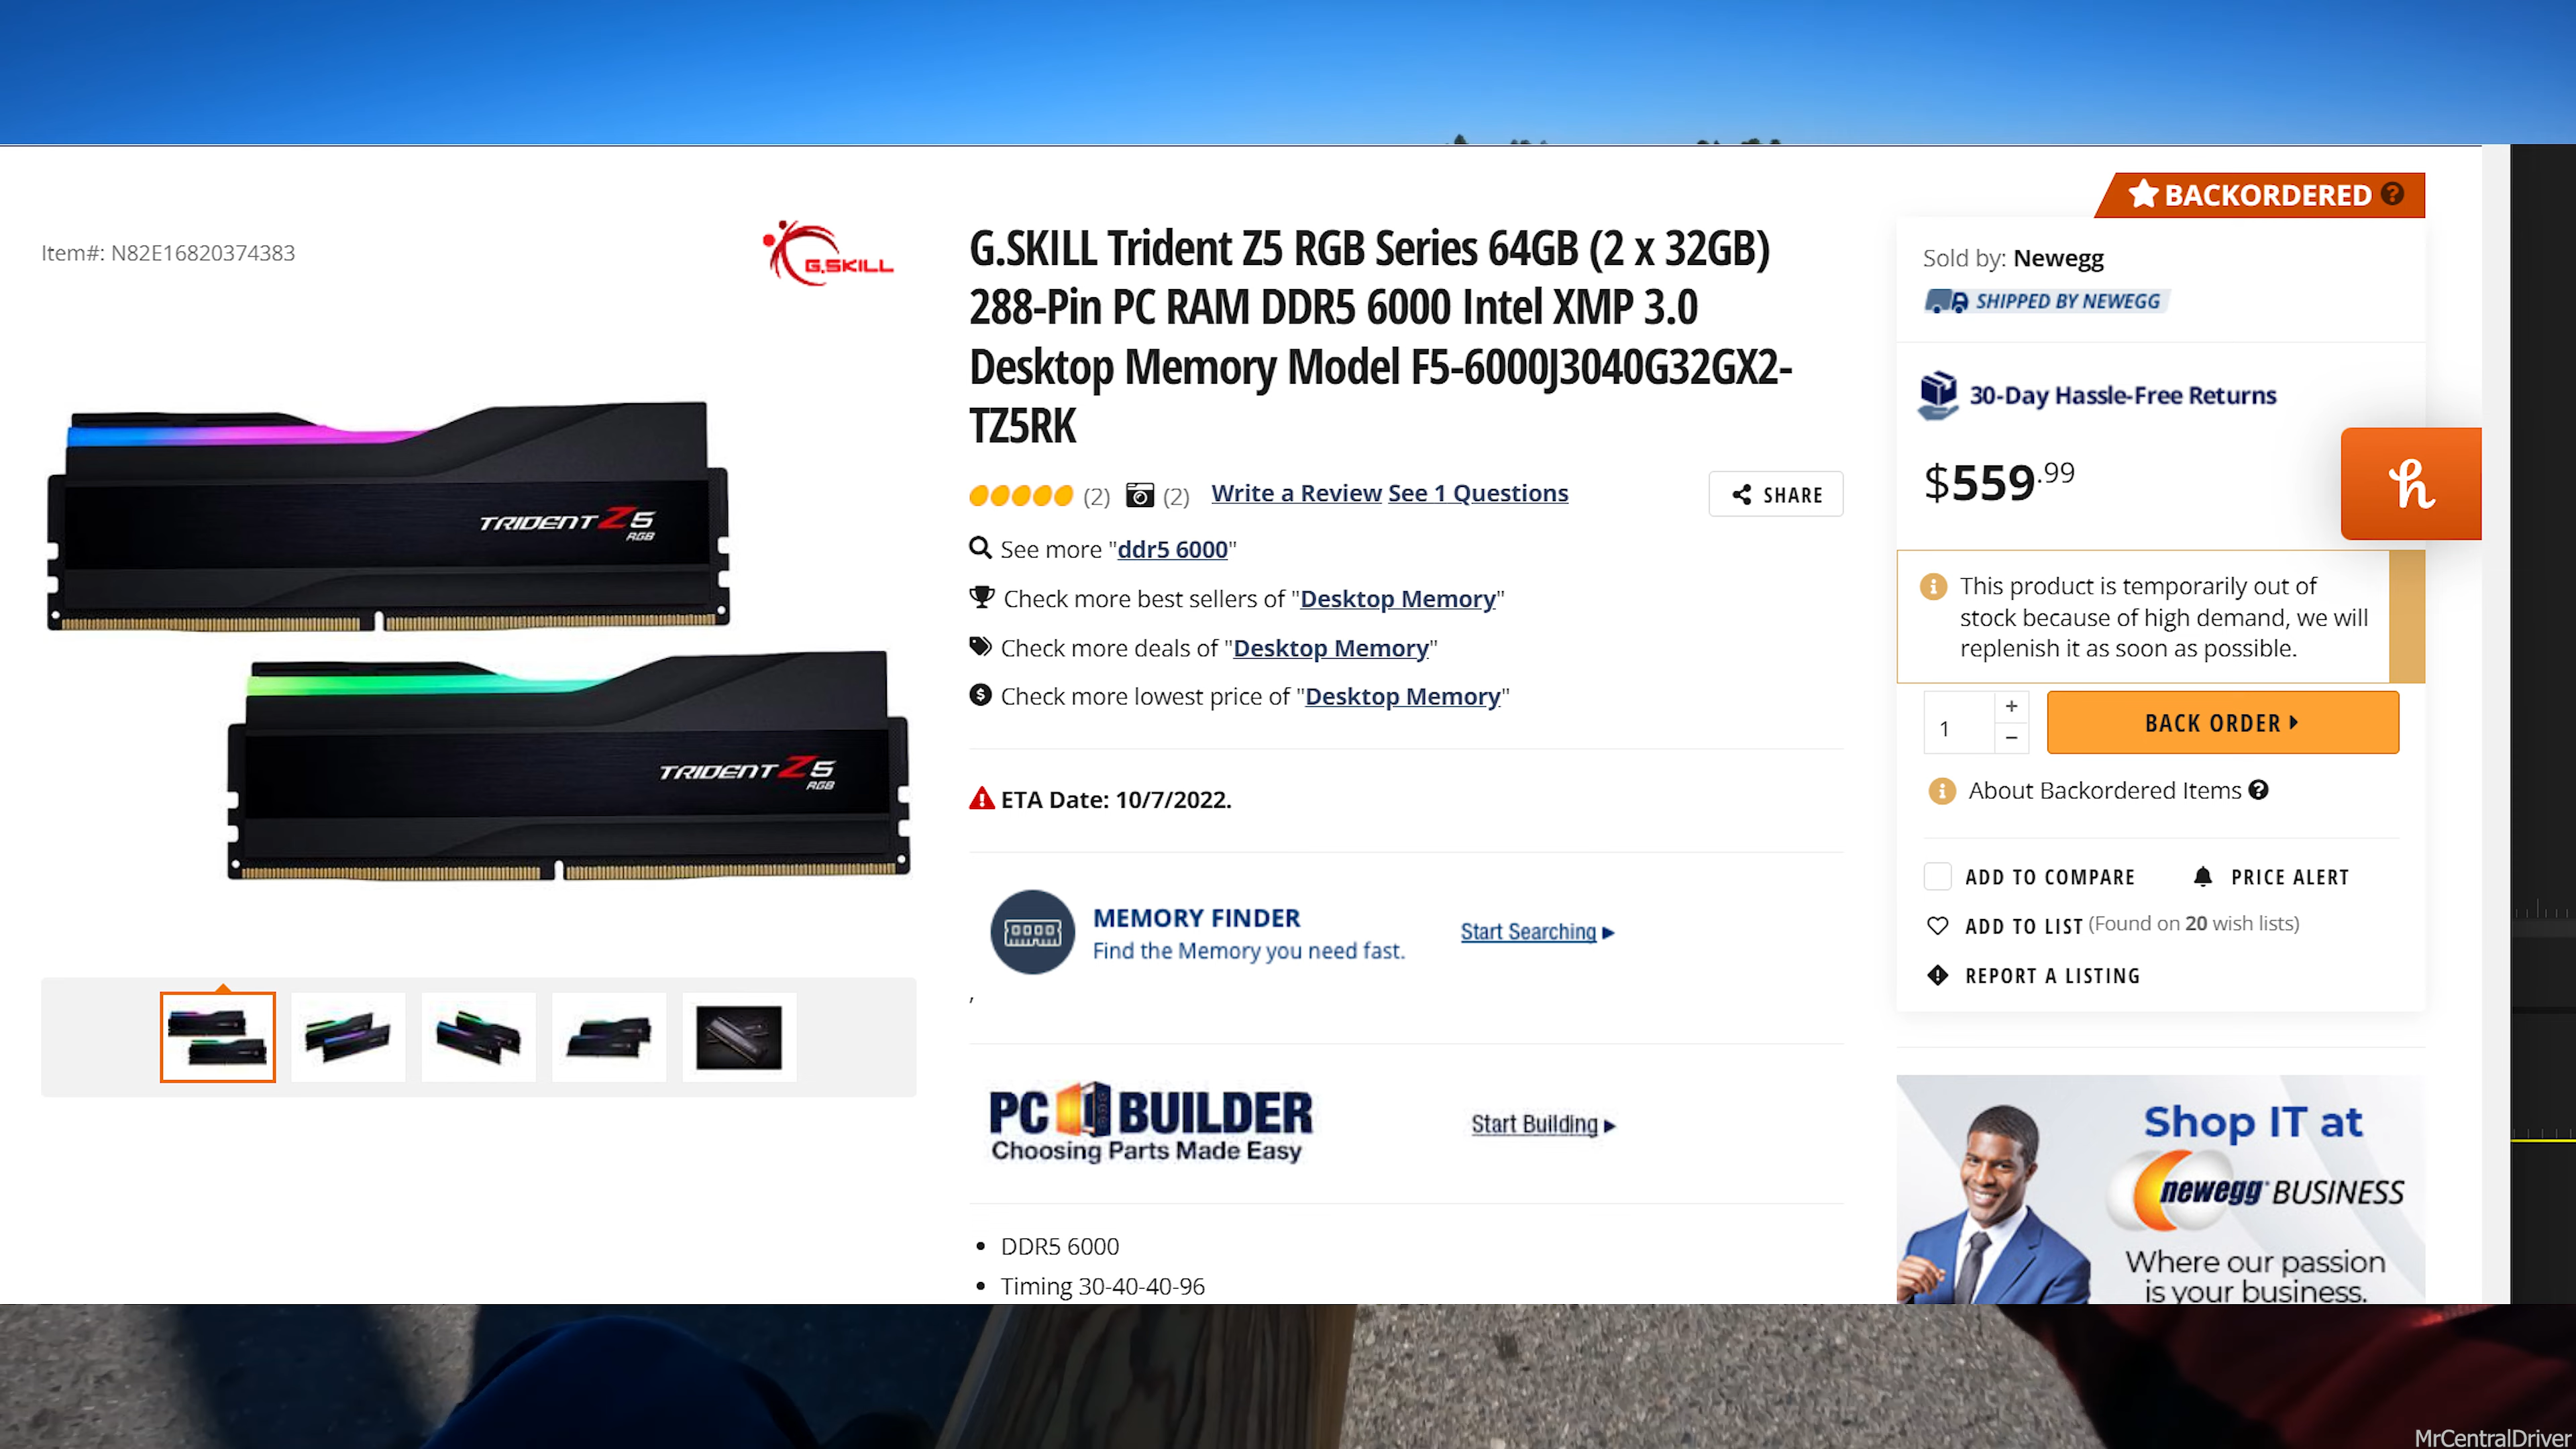 BACKORDERED
Item#: N82E16820374383
G.SKILL
G.SKILL Trident Z5 RGB Series 64GB (2 x 32GB)
288-Pin PC RAM DDR5 6000 Intel XMP 3.0
Desktop Memory Model F5-6000J3040G32GX2-
TZ5RK
(2) (2) Write a Review See 1 Questions
SHARE
See more "ddr5 6000"
Check more best sellers of "Desktop Memory"
Check more deals of "Desktop Memory"
Check more lowest price of "Desktop Memory"
ETA Date: 10/7/2022.
MEMORY FINDER
Find the Memory you need fast.
Start Searching
,
PC BUILDER
Choosing Parts Made Easy
Start Building
• DDR5 6000
• Timing 30-40-40-96
TRIDENT Z5
RGB
TRIDENT Z5
RGB
Sold by: Newegg
SHIPPED BY NEWEGG
30-Day Hassle-Free Returns
$559.99
This product is temporarily out of
stock because of high demand, we will
replenish it as soon as possible.
1
+
−
BACK ORDER
About Backordered Items
ADD TO COMPARE
PRICE ALERT
ADD TO LIST (Found on 20 wish lists)
REPORT A LISTING
Shop IT at
newegg BUSINESS
Where our passion
is your business.
MrCentralDriver